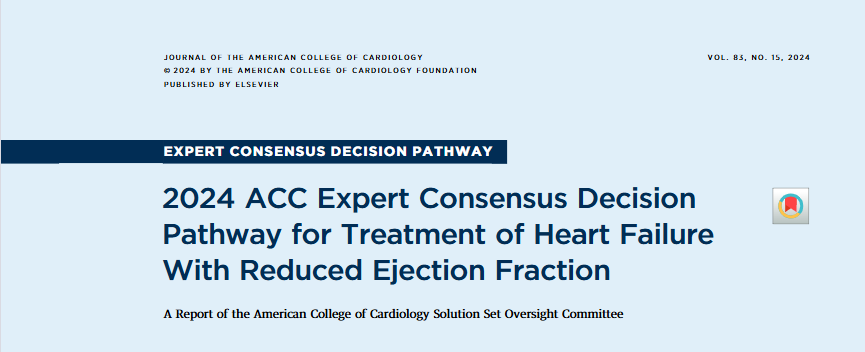 JOURNAL OF THE AMERICAN COLLEGE OF CARDIOLOGY
© 2024 BY THE AMERICAN COLLEGE OF CARDIOLOGY FOUNDATION
PUBLISHED BY ELSEVIER
VOL. 83, NO. 15, 2024
EXPERT CONSENSUS DECISION PATHWAY
2024 ACC Expert Consensus Decision
Pathway for Treatment of Heart Failure
With Reduced Ejection Fraction
A Report of the American College of Cardiology Solution Set Oversight Committee